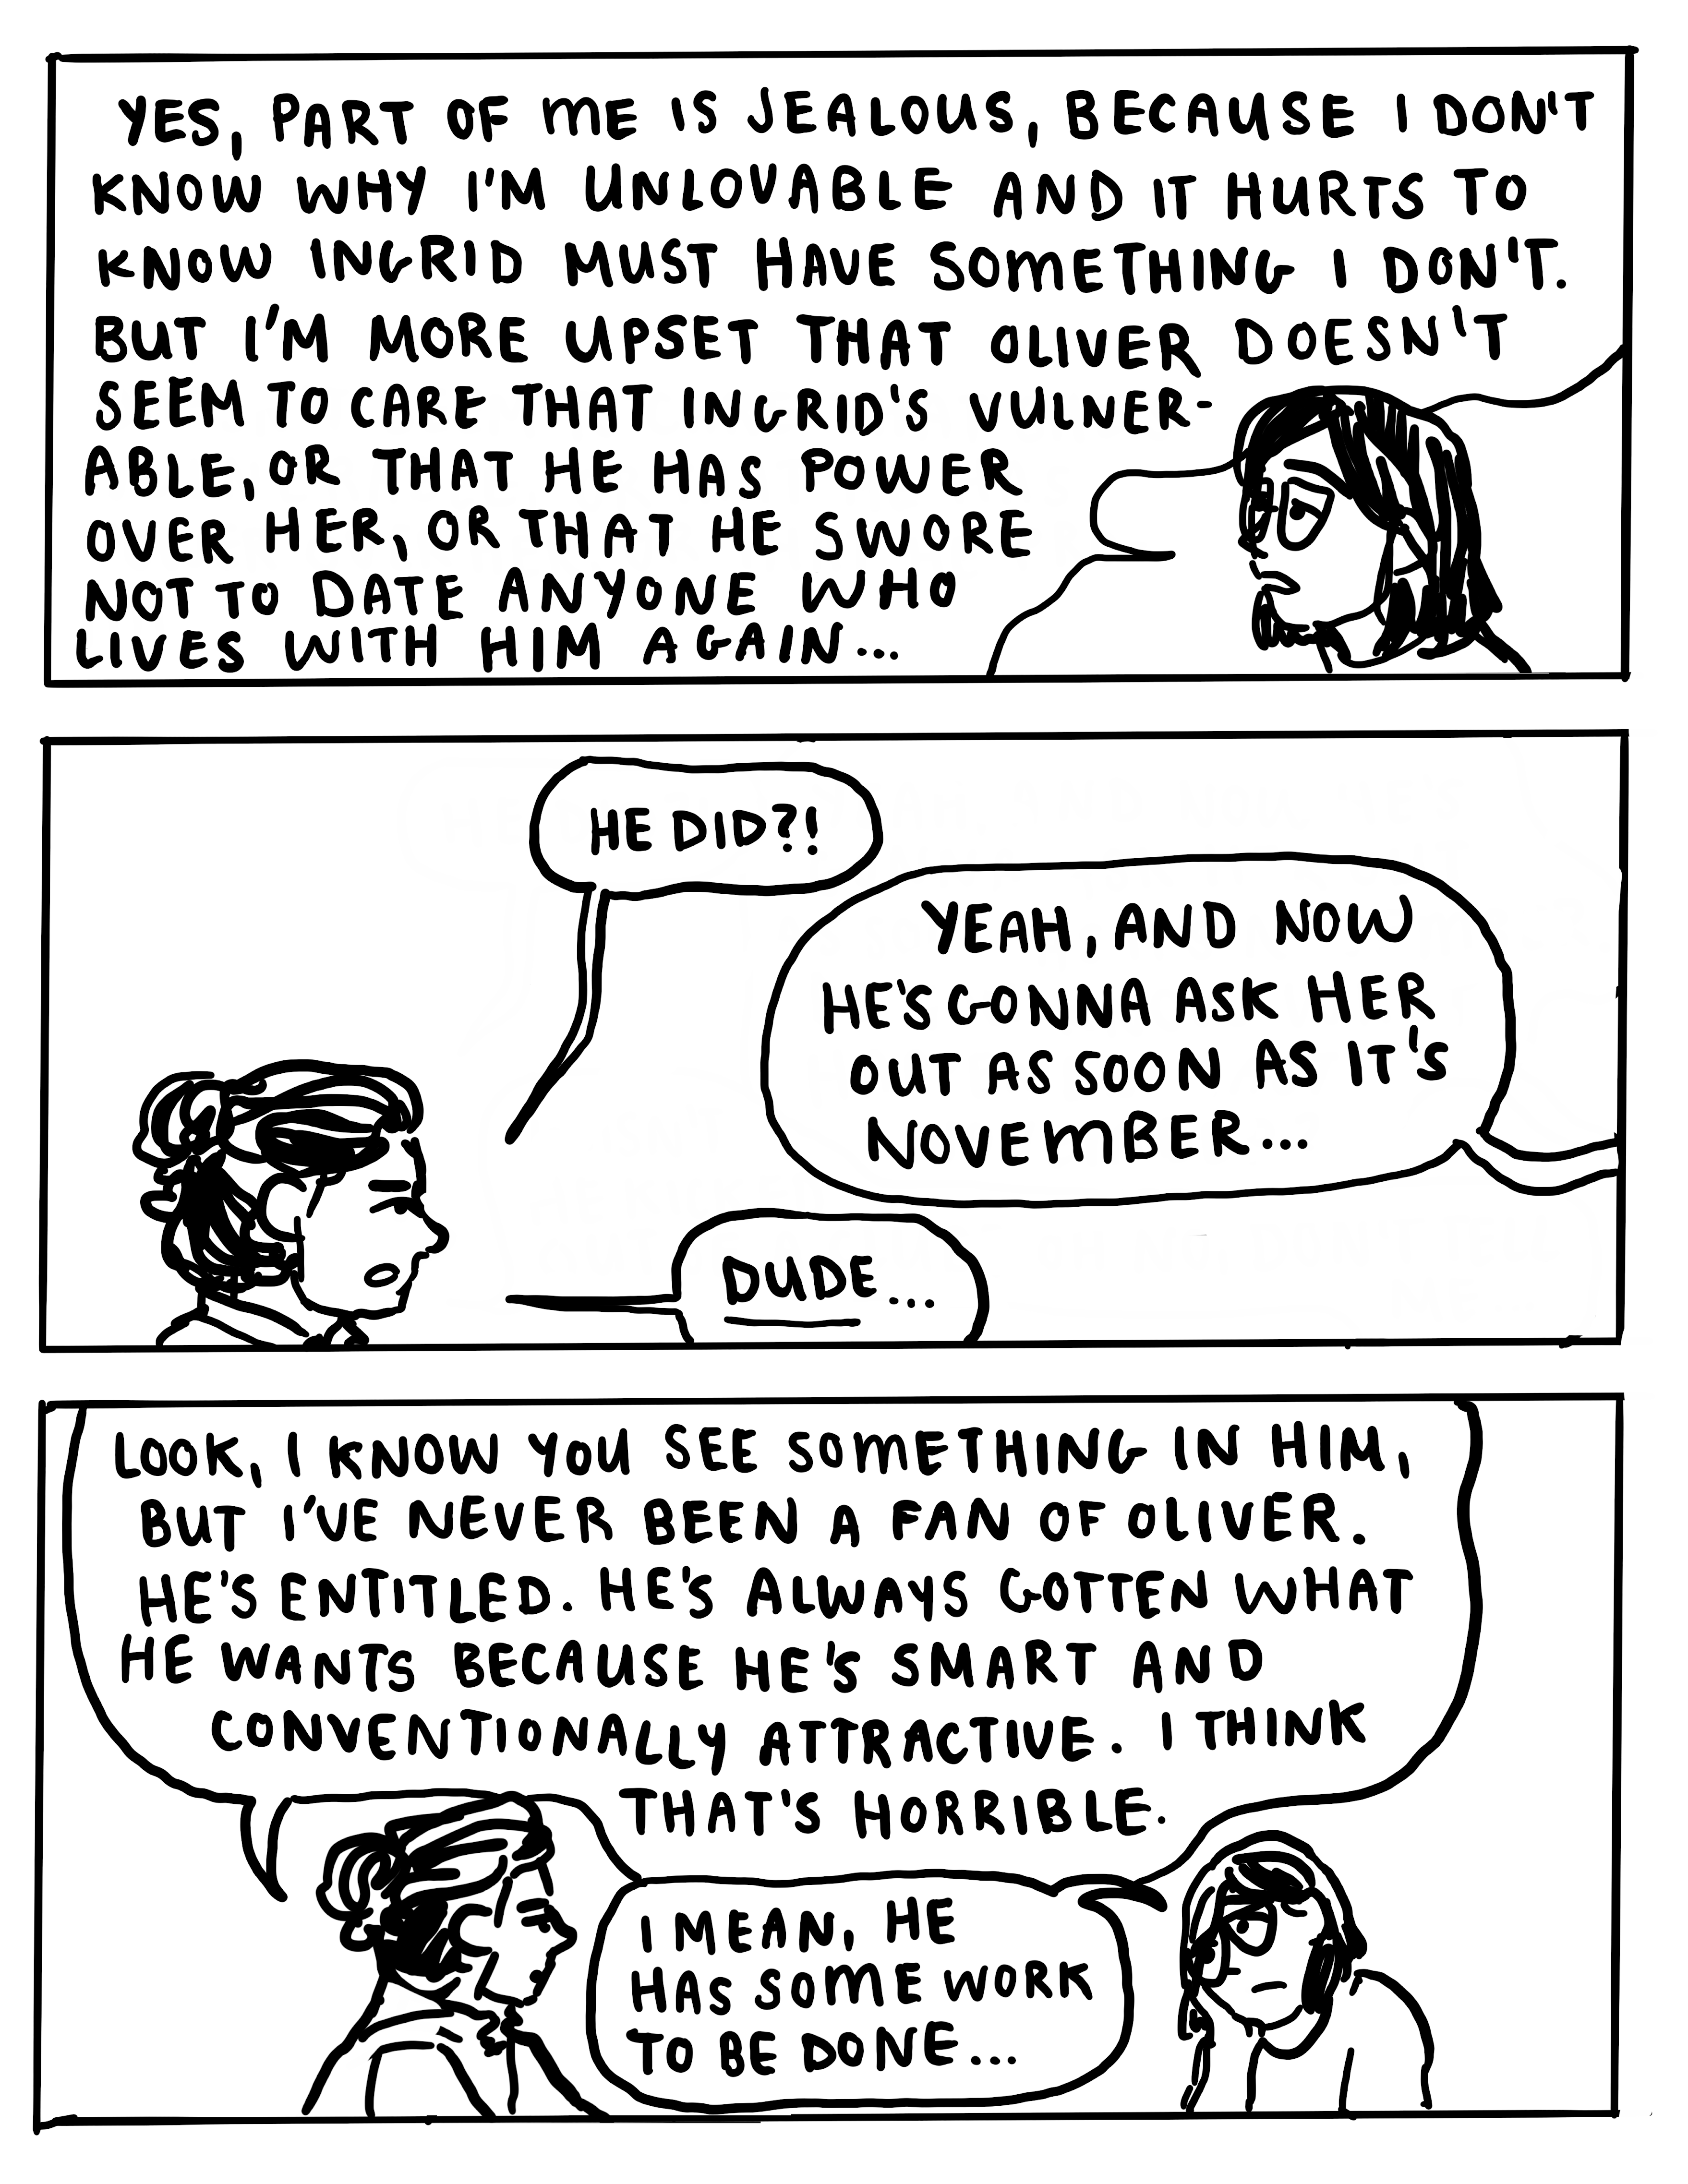 YES, PART OF ME IS JEALOUS, BECAUSE I DON'T
KNOW WHY I'M UNLOVABLE AND IT HURTS TO
KNOW INGRID MUST HAVE SOMETHING I DON'T.
BUT I'M MORE UPSET THAT OLIVER DOESN'T
SEEM TO CARE THAT INGRID'S VULNER-
ABLE, OR THAT HE HAS POWER
OVER HER, OR THAT HE SWORE
NOT TO DATE ANYONE WHO
LIVES WITH HIM AGAIN...
HE DID?!
YEAH, AND NOW
HE'S GONNA ASK HER
OUT AS SOON AS IT'S
NOVEMBER...
DUDE...
LOOK, I KNOW YOU SEE SOMETHING IN HIM,
BUT I'VE NEVER BEEN A FAN OF OLIVER.
HE'S ENTITLED. HE'S ALWAYS GOTTEN WHAT
HE WANTS BECAUSE HE'S SMART AND
CONVENTIONALLY ATTRACTIVE. I THINK
THAT'S HORRIBLE.
I MEAN, HE
HAS SOME WORK
TO BE DONE...